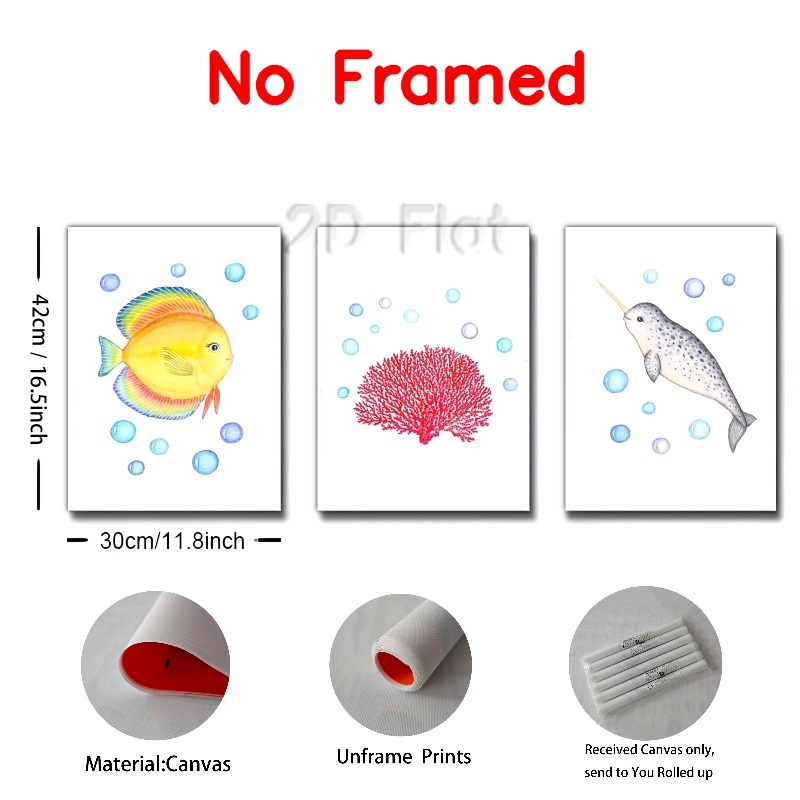 No Framed
2D Flat
42cm / 16.5inch
30cm/11.8inch
Material:Canvas
Unframe Prints
Received Canvas only,
send to You Rolled up